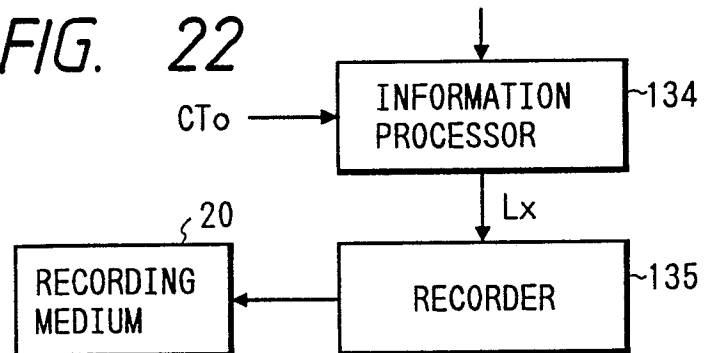 FIG. 22
INFORMATION
PROCESSOR
134
CTo
Lx
20
RECORDING
MEDIUM
RECORDER
135